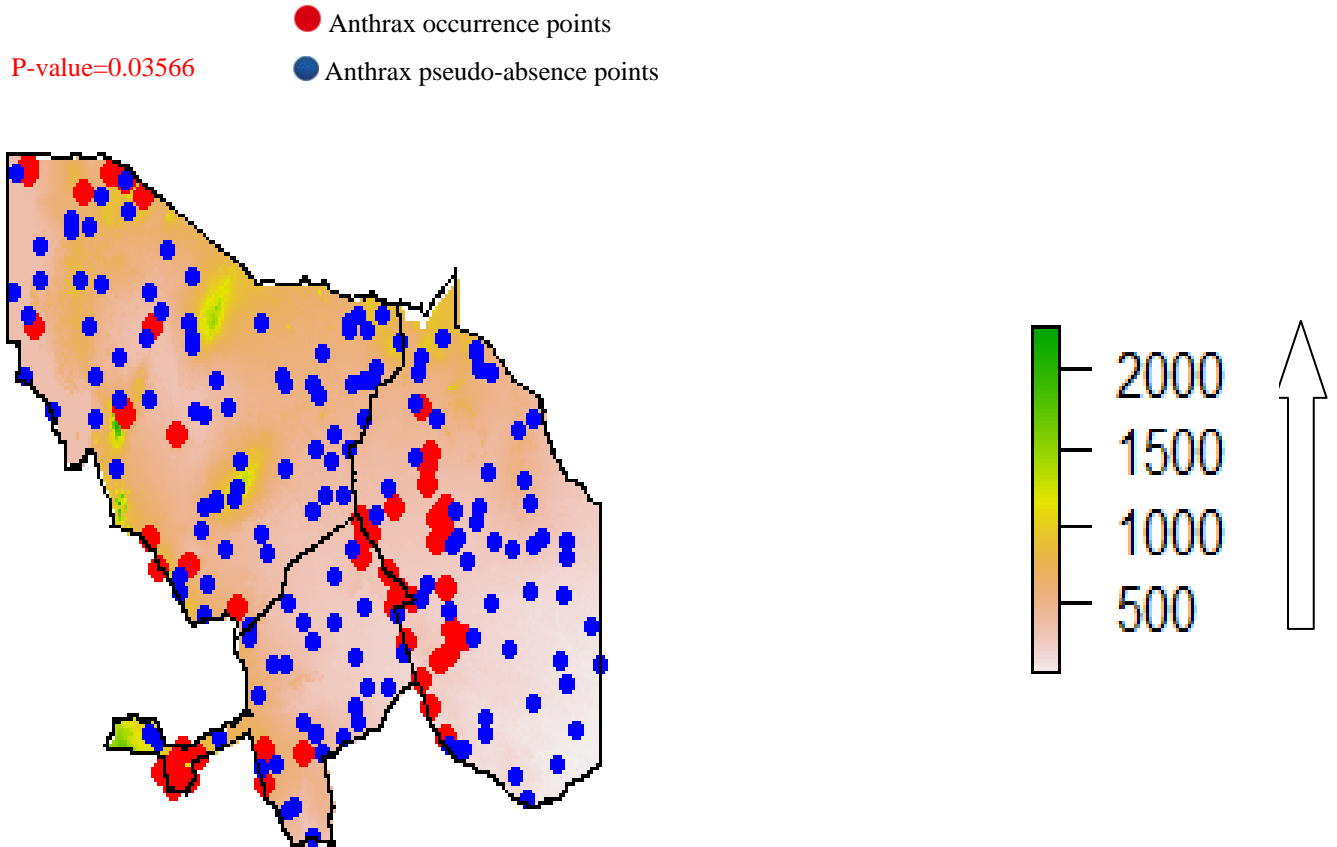 Anthrax occurrence points
P-value=0.03566
Anthrax pseudo-absence points
2000
1500
1000
500